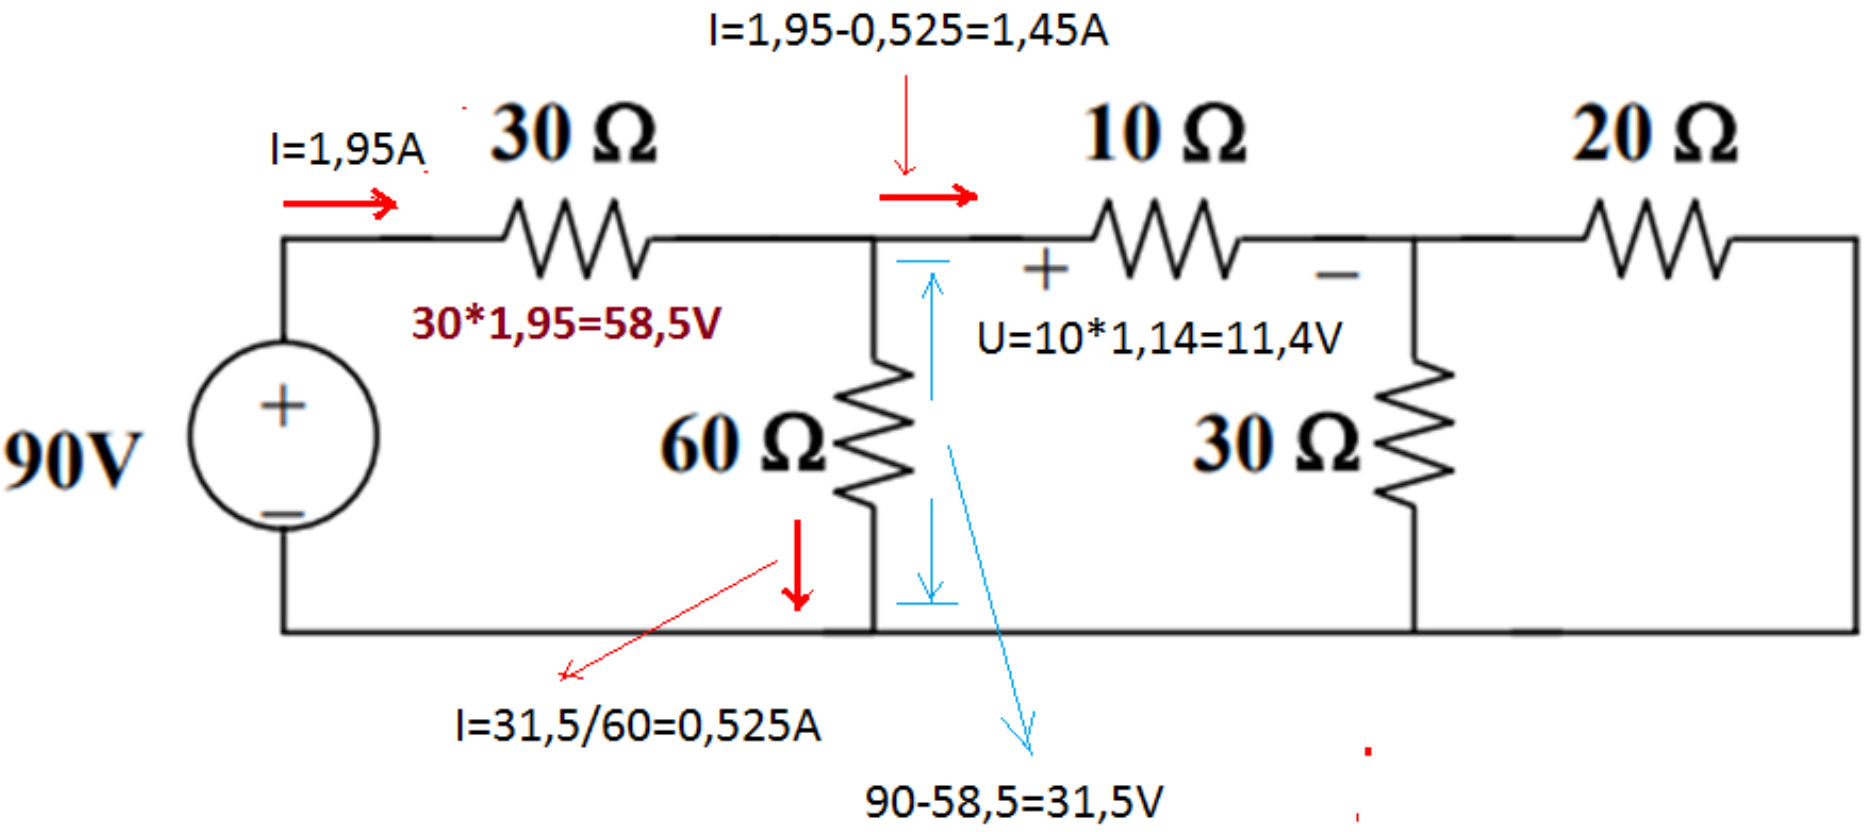 I=1,95-0,525=1,45A
I=1,95A
30 Ω
10 Ω
20 Ω
+
−
30*1,95=58,5V
U=10*1,14=11,4V
+
90V
−
60 Ω
30 Ω
I=31,5/60=0,525A
90-58,5=31,5V